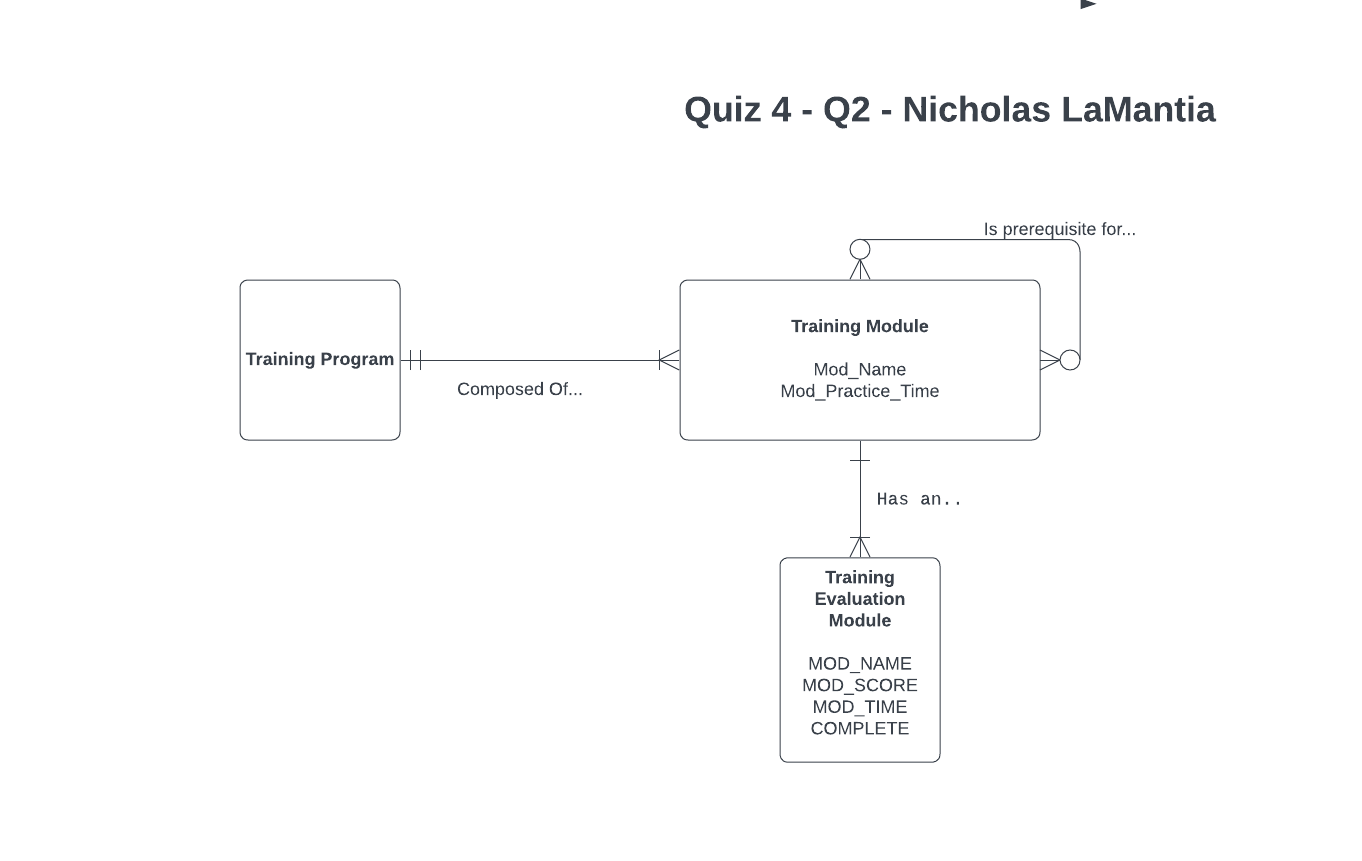 Quiz 4 - Q2 - Nicholas LaMantia
Is prerequisite for...
Training Program
Composed Of...
Training Module
Mod_Name
Mod_Practice_Time
Has an..
Training
Evaluation
Module
MOD_NAME
MOD_SCORE
MOD_TIME
COMPLETE